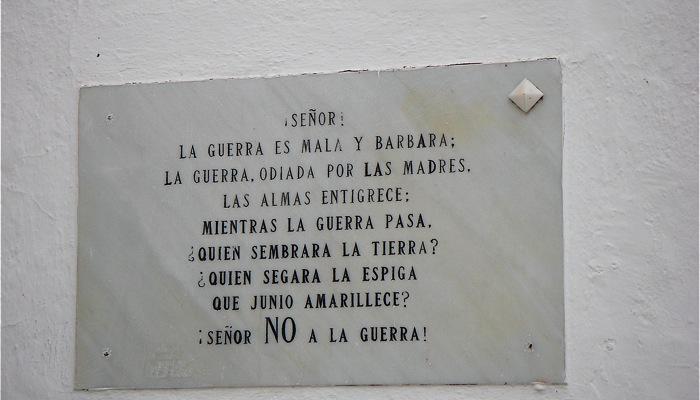 ¡SEÑOR!
LA GUERRA ES MALA Y BARBARA;
LA GUERRA, ODIADA POR LAS MADRES,
LAS ALMAS ENTIGRECE;
MIENTRAS LA GUERRA PASA,
¿QUIEN SEMBRARA LA TIERRA?
¿QUIEN SEGARA LA ESPIGA
QUE JUNIO AMARILLECE?
¡SEÑOR NO A LA GUERRA!